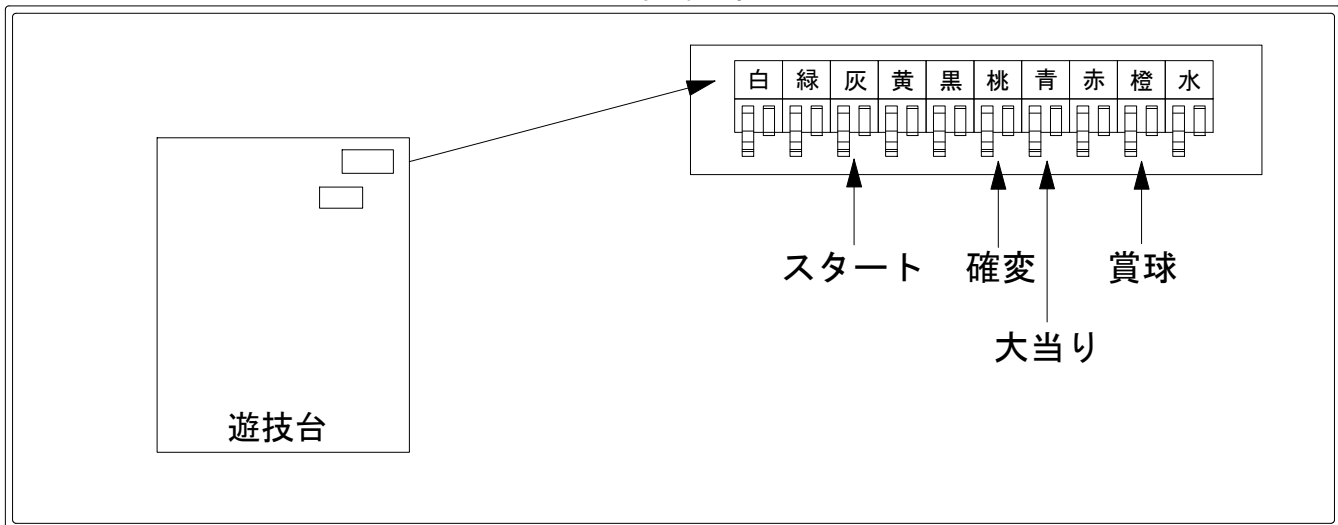 白 緑 灰 黄 黒 桃 青 赤 橙 水
スタート 確変 賞球
大当り
遊技台